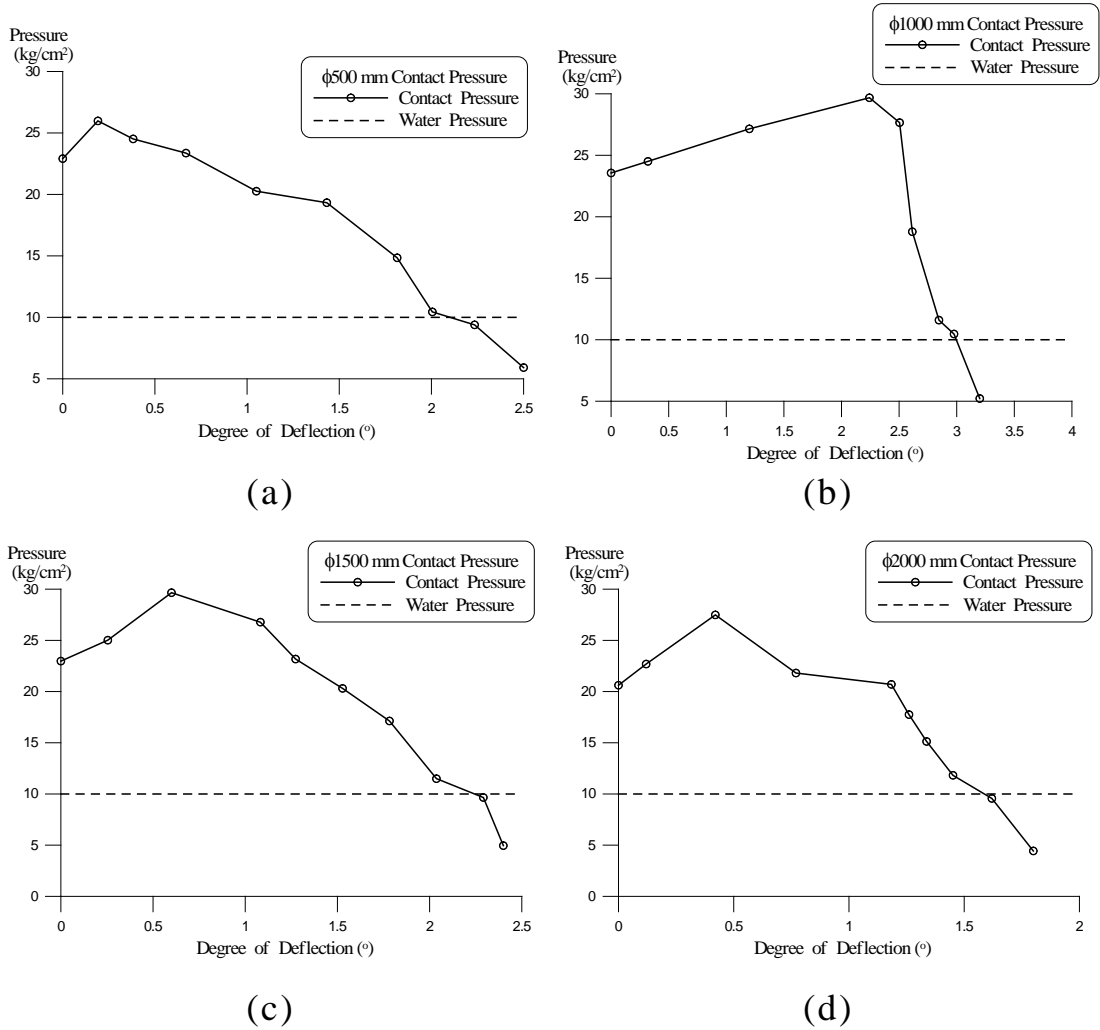 Pressure
(kg/cm²)
ϕ500 mm Contact Pressure
Contact Pressure
Water Pressure
30
25
20
15
10
5
0 0.5 1 1.5 2 2.5
Degree of Deflection (°)
(a)
Pressure
(kg/cm²)
ϕ1000 mm Contact Pressure
Contact Pressure
Water Pressure
30
25
20
15
10
5
0 0.5 1 1.5 2 2.5 3 3.5 4
Degree of Deflection (°)
(b)
Pressure
(kg/cm²)
ϕ1500 mm Contact Pressure
Contact Pressure
Water Pressure
30
25
20
15
10
5
0
0 0.5 1 1.5 2 2.5
Degree of Deflection (°)
(c)
Pressure
(kg/cm²)
ϕ2000 mm Contact Pressure
Contact Pressure
Water Pressure
30
25
20
15
10
5
0
0 0.5 1 1.5 2
Degree of Deflection (°)
(d)